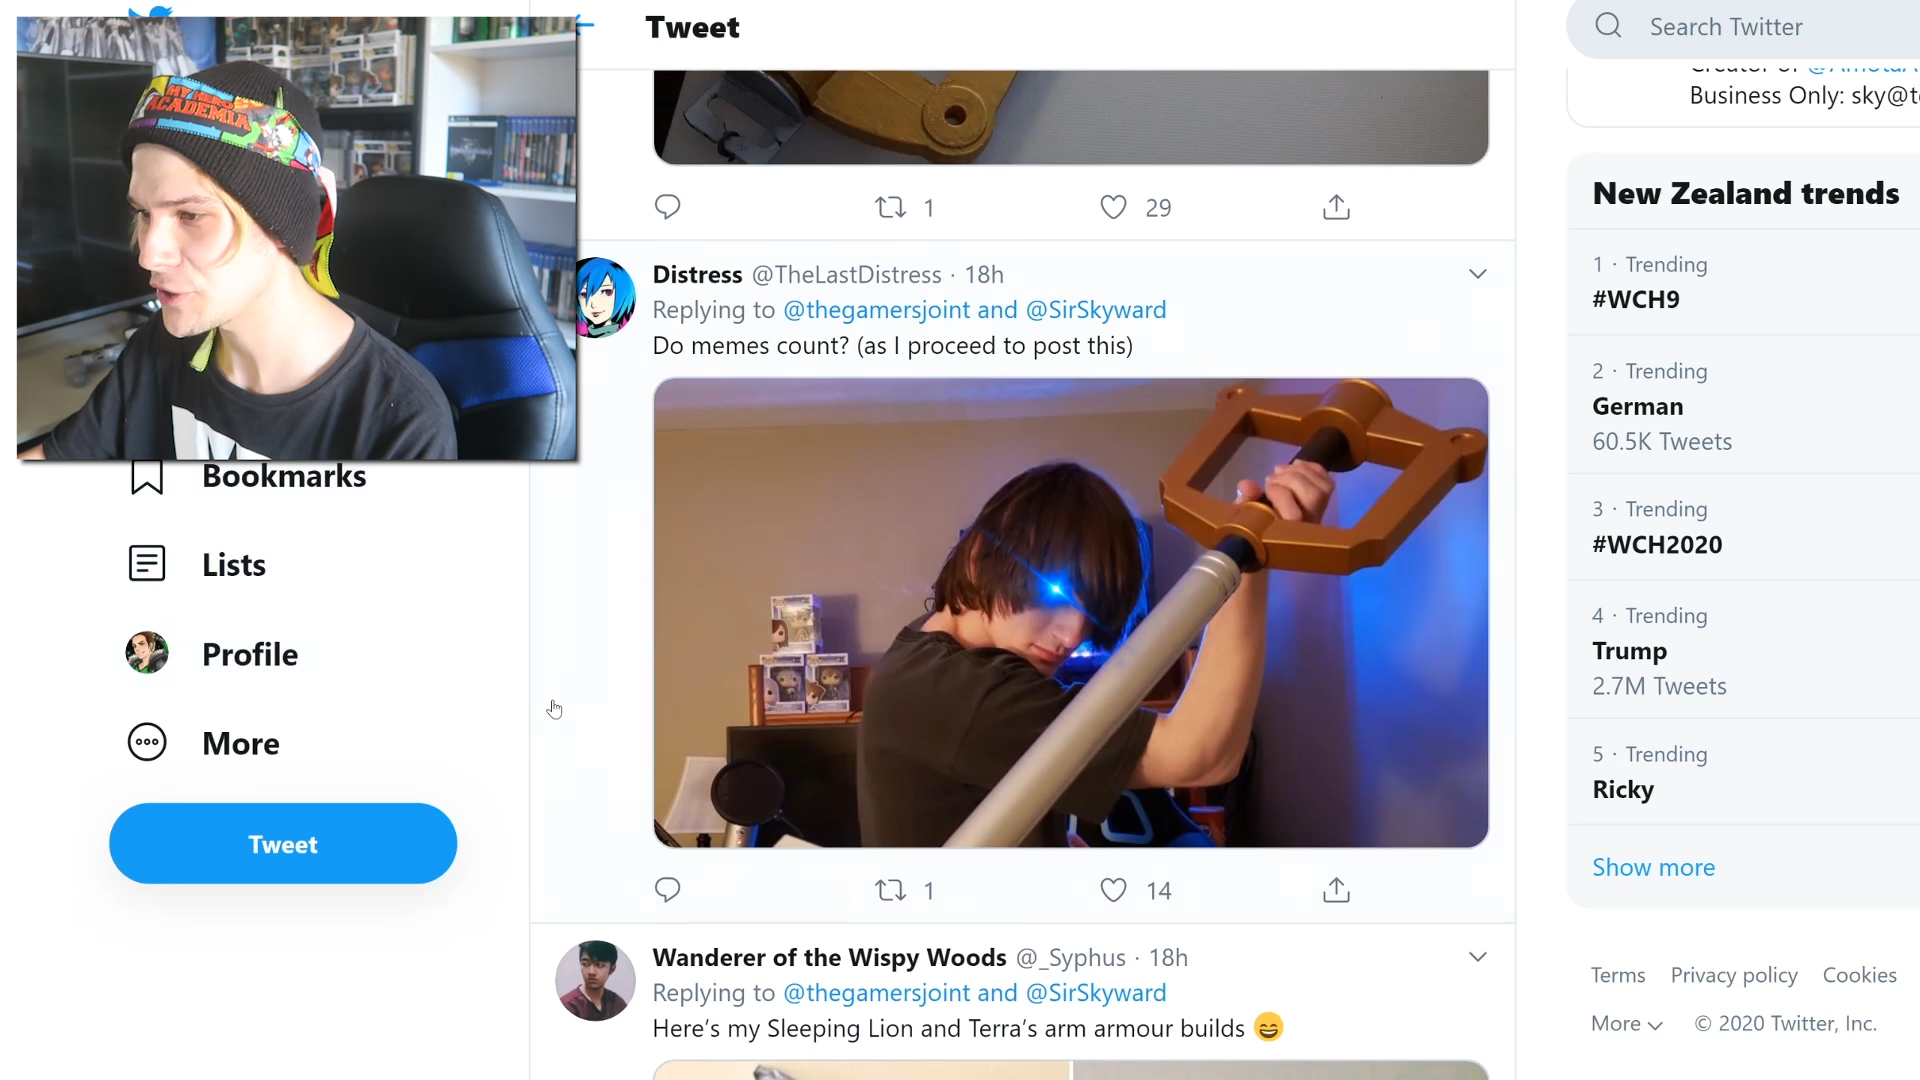 MY HERO
ACADEMIA
Tweet
Search Twitter
Business Only: sky@t
1
29
Distress @TheLastDistress · 18h
Replying to @thegamersjoint and @SirSkyward
Do memes count? (as I proceed to post this)
1
14
Wanderer of the Wispy Woods @_Syphus · 18h
Replying to @thegamersjoint and @SirSkyward
Here's my Sleeping Lion and Terra's arm armour builds 😄
Bookmarks
Lists
Profile
More
Tweet
New Zealand trends
1 · Trending
#WCH9
2 · Trending
German
60.5K Tweets
3 · Trending
#WCH2020
4 · Trending
Trump
2.7M Tweets
5 · Trending
Ricky
Show more
Terms Privacy policy Cookies
More © 2020 Twitter, Inc.